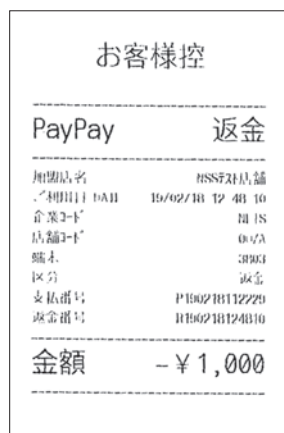 お客様控
PayPay 返金
加盟店名 NSSテスト店舗
ご利用日 DATE 19/02/18 12:48:10
企業コード
店舗コード
端末 3803
区分 返金
支払番号 P190218112229
返金番号 R190218124810
金額 -¥1,000